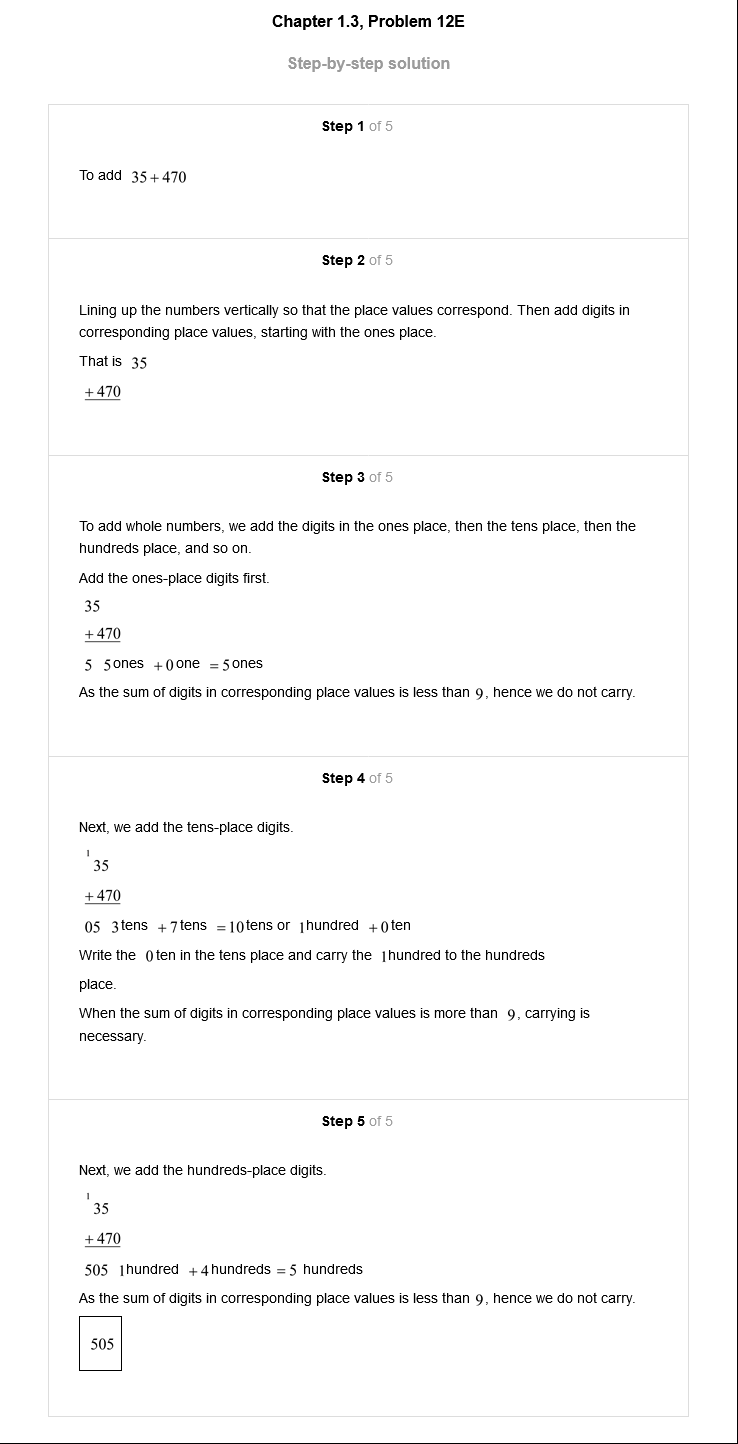 Chapter 1.3, Problem 12E
Step-by-step solution
Step 1 of 5
To add 35 + 470
Step 2 of 5
Lining up the numbers vertically so that the place values correspond. Then add digits in
corresponding place values, starting with the ones place.
That is 35
+ 470
Step 3 of 5
To add whole numbers, we add the digits in the ones place, then the tens place, then the
hundreds place, and so on.
Add the ones-place digits first.
35
+ 470
5 5 ones + 0 one = 5 ones
As the sum of digits in corresponding place values is less than 9, hence we do not carry.
Step 4 of 5
Next, we add the tens-place digits.
1
35
+ 470
05 3 tens + 7 tens = 10 tens or 1 hundred + 0 ten
Write the 0 ten in the tens place and carry the 1 hundred to the hundreds
place.
When the sum of digits in corresponding place values is more than 9, carrying is
necessary.
Step 5 of 5
Next, we add the hundreds-place digits.
1
35
+ 470
505 1 hundred + 4 hundreds = 5 hundreds
As the sum of digits in corresponding place values is less than 9, hence we do not carry.
505